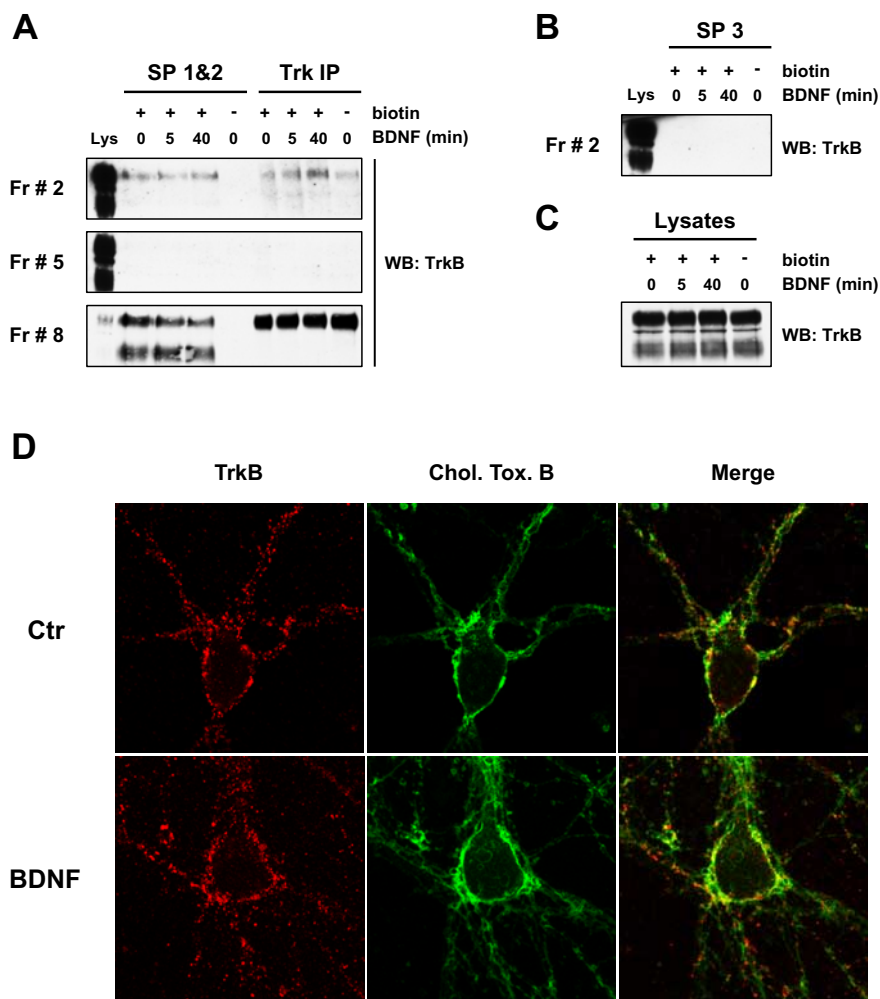 A
SP 1&2 Trk IP
+ + + - + + + - biotin
Lys 0 5 40 0 0 5 40 0 BDNF (min)
Fr # 2
Fr # 5
Fr # 8
WB: TrkB
B
SP 3
+ + + - biotin
Lys 0 5 40 0 BDNF (min)
Fr # 2 WB: TrkB
C
Lysates
+ + + - biotin
0 5 40 0 BDNF (min)
WB: TrkB
D
TrkB Chol. Tox. B Merge
Ctr
BDNF